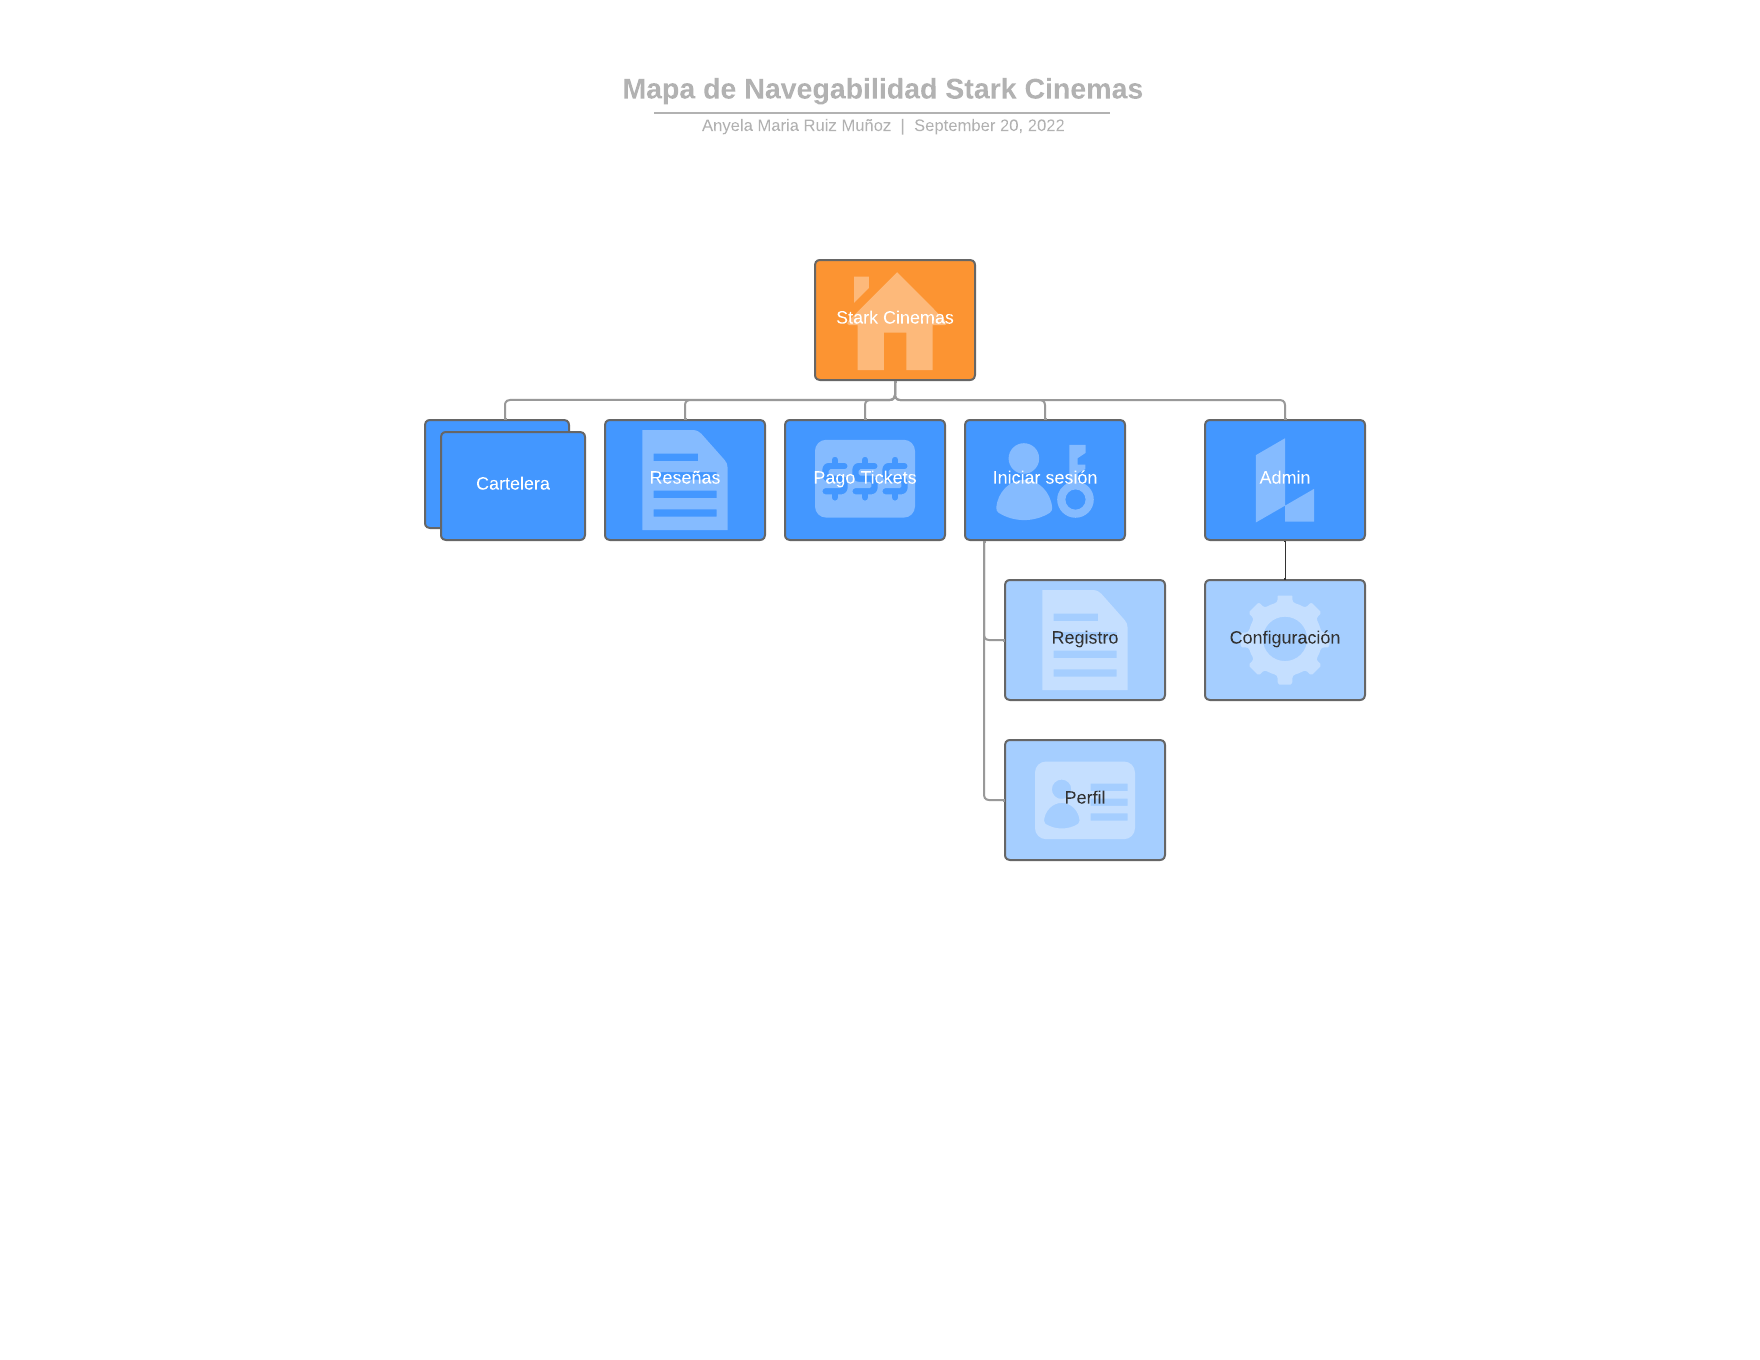 Mapa de Navegabilidad Stark Cinemas
Anyela Maria Ruiz Muñoz | September 20, 2022
Stark Cinemas
Cartelera
Reseñas
Pago Tickets
Iniciar sesión
Admin
Registro
Configuración
Perfil